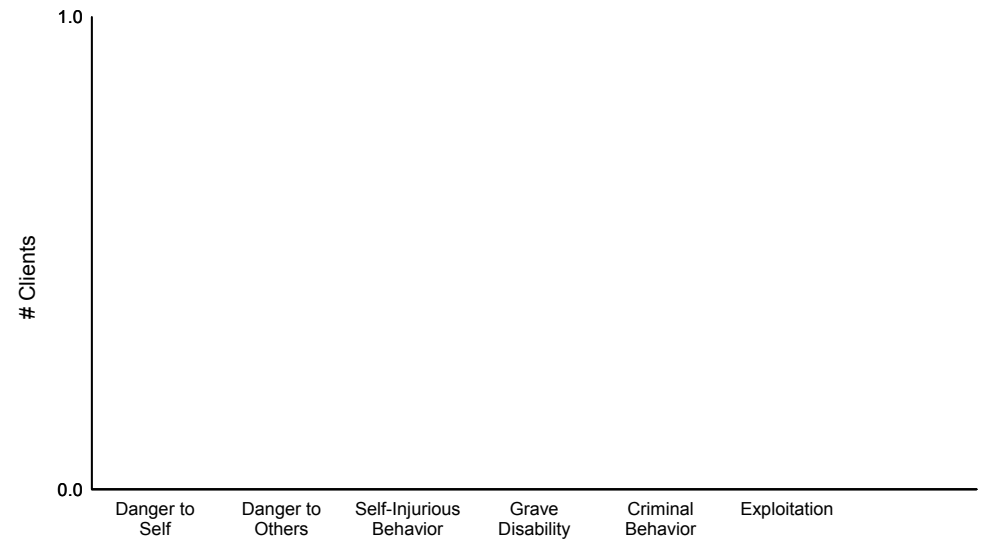 1.0
# Clients
0.0
Danger to
Self
Danger to
Others
Self-Injurious
Behavior
Grave
Disability
Criminal
Behavior
Exploitation